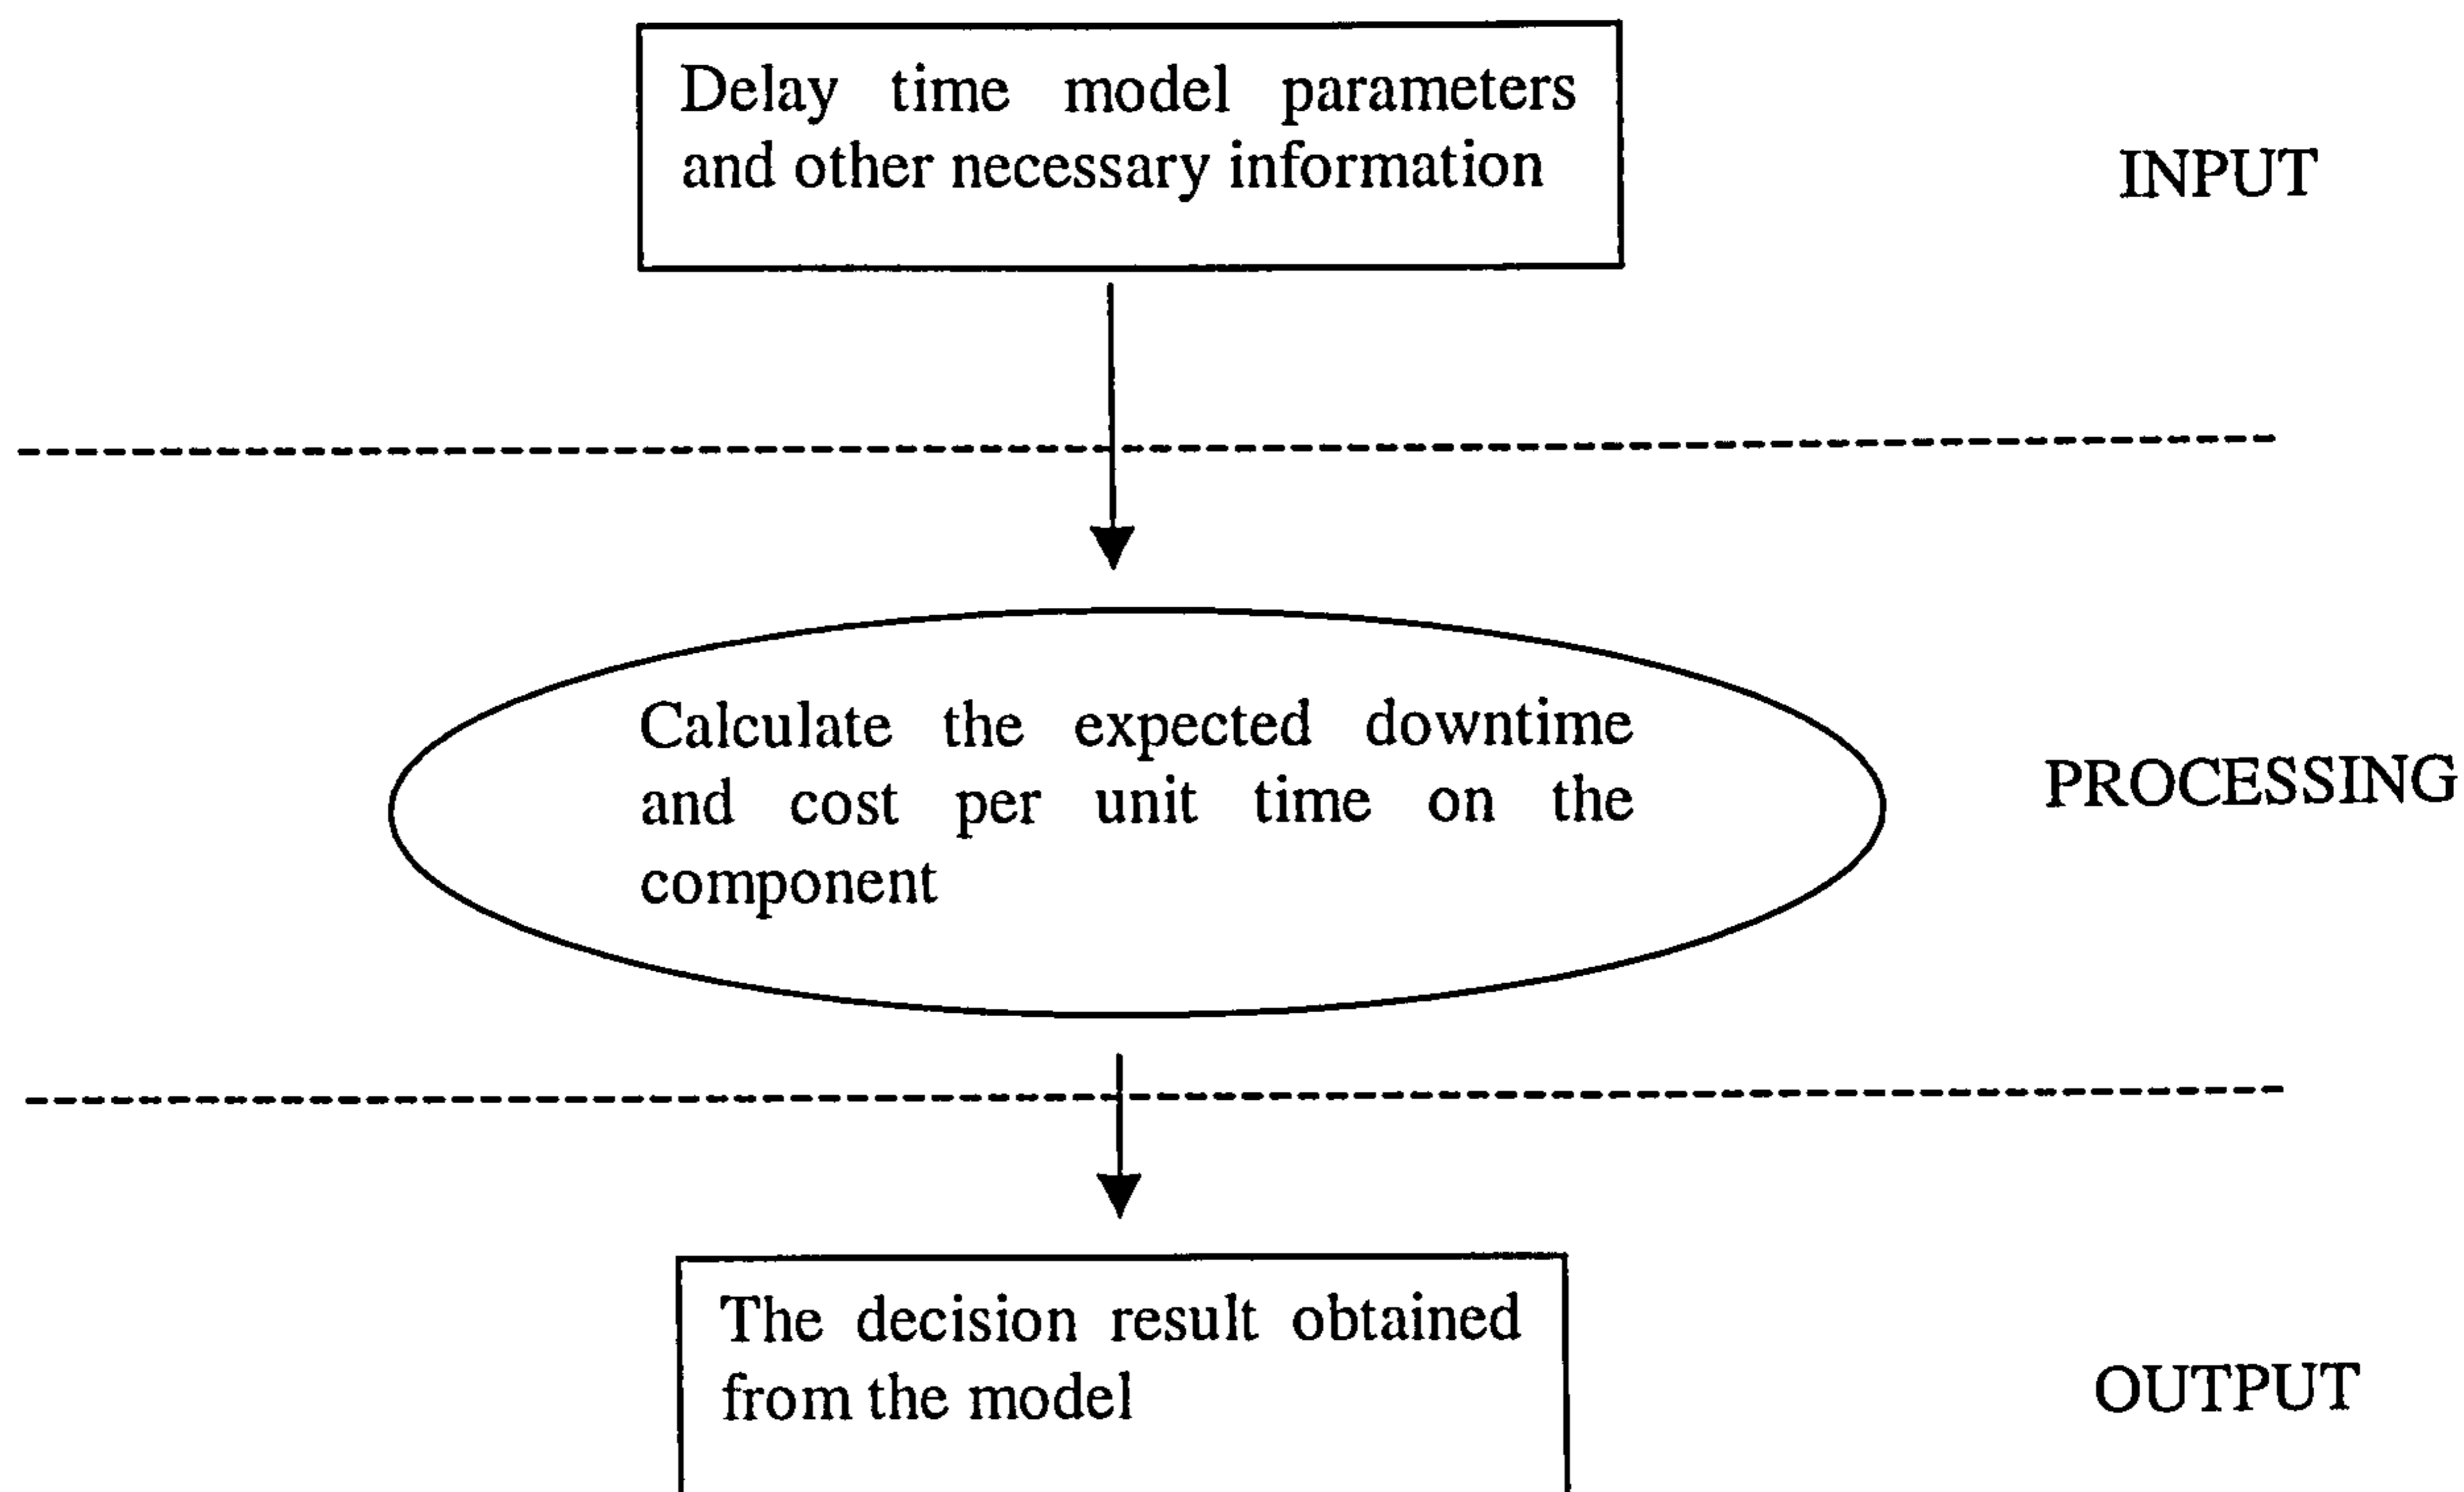 Delay time model parameters
and other necessary information
INPUT
Calculate the expected downtime
and cost per unit time on the
component
PROCESSING
The decision result obtained
from the model
OUTPUT